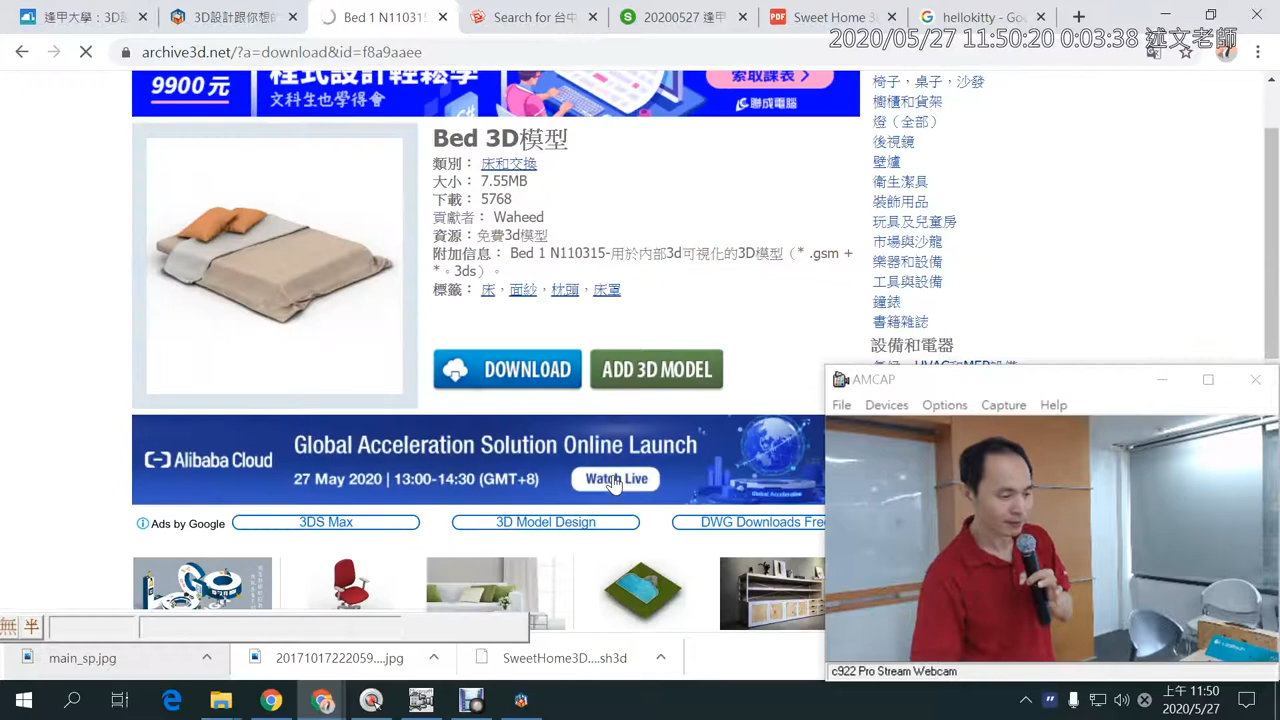 逢甲大學：3D設
3D設計跟你想的
Bed 1 N110315
Search for 台中
20200527 逢甲
Sweet Home 3
hellokitty - Goo
archive3d.net/?a=download&id=f8a9aaee
2020/05/27 11:50:20 0:03:38 述文老師
9900 元
程式設計輕鬆學
文科生也學得會
索取課表
聯成電腦
Bed 3D模型
類別： 床和交換
大小： 7.55MB
下載： 5768
貢獻者： Waheed
資源：免費3d模型
附加信息： Bed 1 N110315-用於內部3d可視化的3D模型（* .gsm +
*。3ds）。
標籤： 床，面紗，枕頭，床罩
DOWNLOAD
ADD 3D MODEL
椅子，桌子，沙發
櫥櫃和貨架
燈（全部）
後視鏡
壁爐
衛生潔具
裝飾用品
玩具及兒童房
市場與沙龍
樂器和設備
工具與設備
鐘錶
書籍雜誌
設備和電器
Alibaba Cloud
Global Acceleration Solution Online Launch
27 May 2020 | 13:00-14:30 (GMT+8)
Watch Live
Ads by Google
3DS Max
3D Model Design
DWG Downloads Fre
AMCAP
File Devices Options Capture Help
c922 Pro Stream Webcam
無 半
main_sp.jpg
20171017222059....jpg
SweetHome3D....sh3d
上午 11:50
2020/5/27